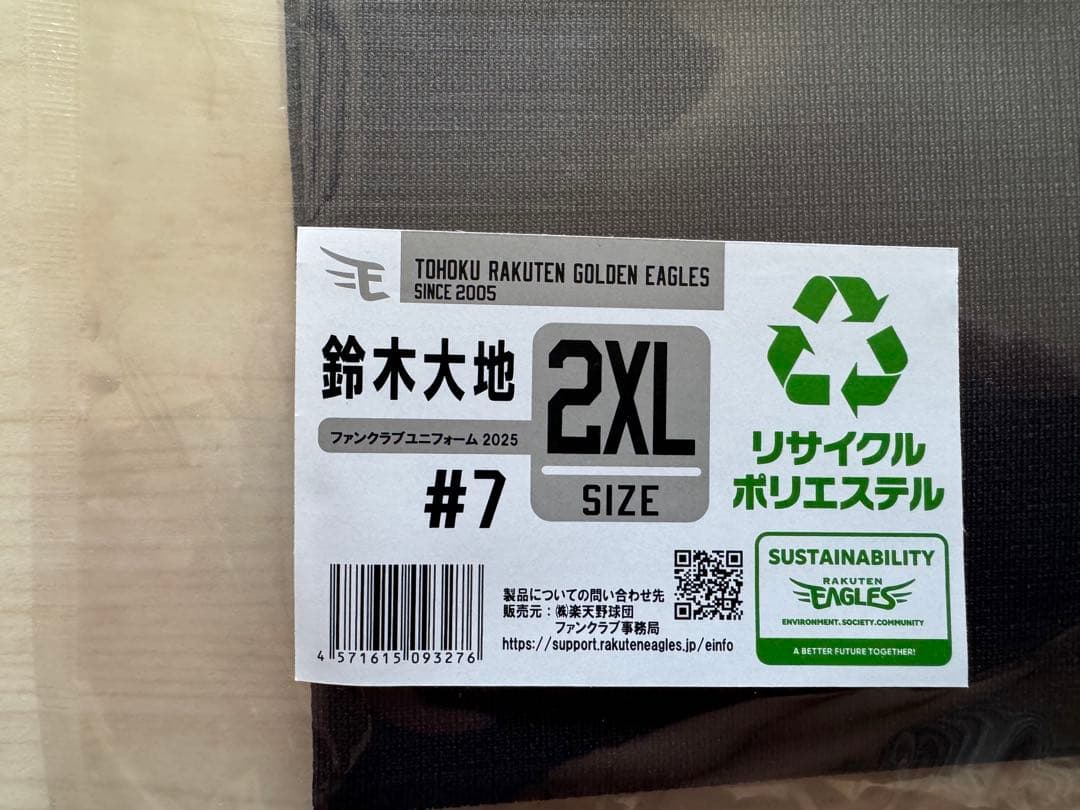 E
TOHOKU RAKUTEN GOLDEN EAGLES
SINCE 2005
鈴木大地
ファンクラブユニフォーム 2025
#7
2XL
SIZE
リサイクル
ポリエステル
SUSTAINABILITY
RAKUTEN
EAGLES
ENVIRONMENT.SOCIETY.COMMUNITY
A BETTER FUTURE TOGETHER!
製品についての問い合わせ先
販売元：㈱楽天野球団
ファンクラブ事務局
https://support.rakuteneagles.jp/einfo
4 571615 093276